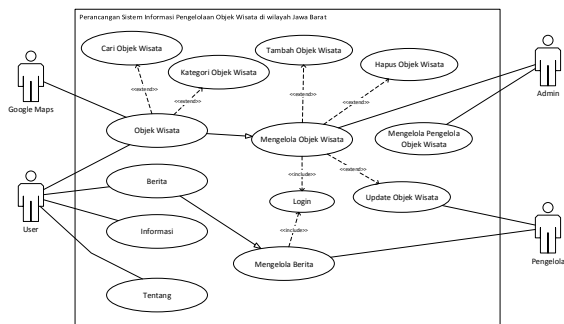 Perancangan Sistem Informasi Pengelolaan Objek Wisata di wilayah Jawa Barat
Cari Objek Wisata
Tambah Objek Wisata
Kategori Objek Wisata
Hapus Objek Wisata
<<extend>>
<<extend>>
<<extend>>
<<extend>>
Google Maps
Admin
Objek Wisata
Mengelola Objek Wisata
Mengelola Pengelola
Objek Wisata
<<include>>
<<extend>>
Berita
Login
Update Objek Wisata
User
Informasi
<<include>>
Mengelola Berita
Pengelola
Tentang